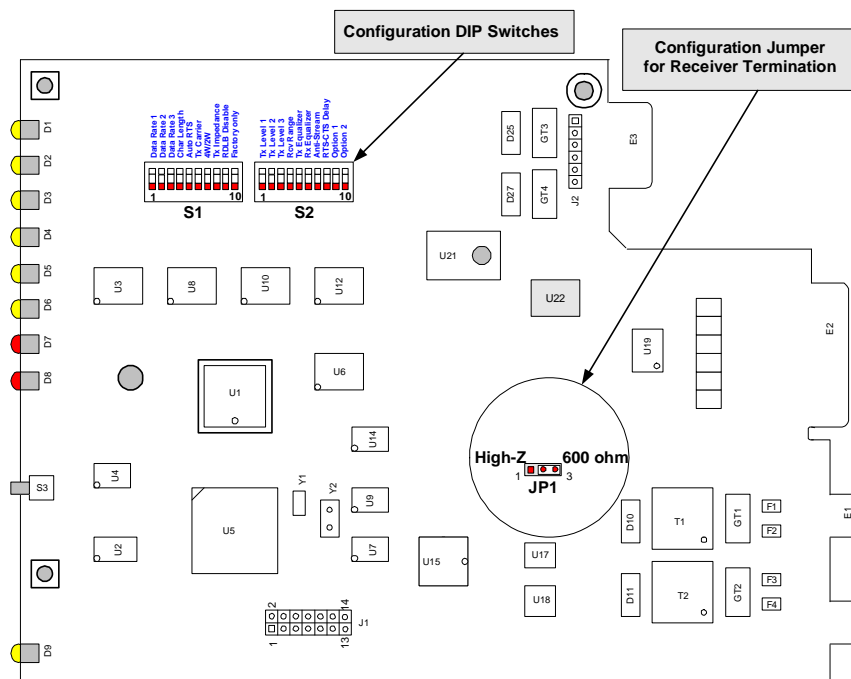 Configuration DIP Switches
Configuration Jumper
for Receiver Termination
Data Rate 1
Data Rate 2
Data Rate 3
Char Length
Auto RTS
Tx Carrier
4W/2W
Tx Impedance
RDLB Disable
Factory only
Tx Level 1
Tx Level 2
Tx Level 3
Rcv Range
Tx Equalizer
Rx Equalizer
Anti-Stream
RTS-CTS Delay
Option 1
Option 2
1 10
S1
1 10
S2
D1
D2
D3
D4
D5
D6
D7
D8
S3
D9
D25
GT3
D27
GT4
J2
E3
U3
U8
U10
U12
U21
U22
U19
E2
U1
U6
U14
U4
Y1
Y2
U9
U5
U2
U7
U15
High-Z 600 ohm
1 3
JP1
U17
U18
D10
T1
GT1
F1
F2
E1
D11
T2
GT2
F3
F4
2 14
1 13
J1